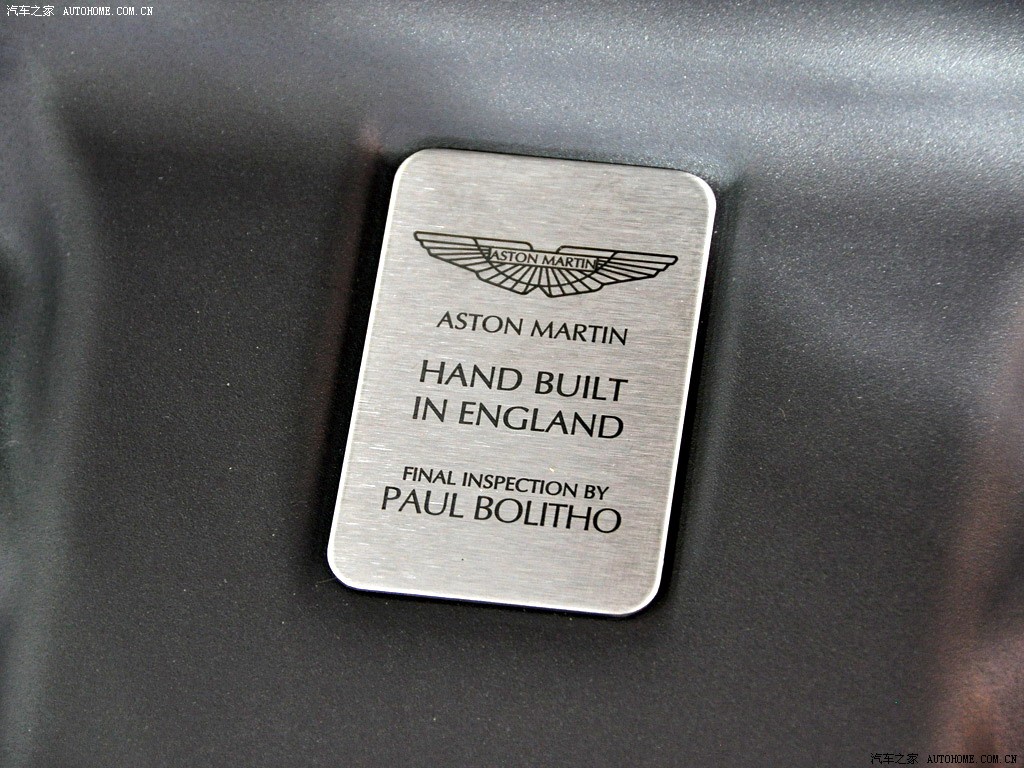 汽车之家 AUTOHOME.COM.CN
ASTON MARTIN
ASTON MARTIN
HAND BUILT
IN ENGLAND
FINAL INSPECTION BY
PAUL BOLITHO
汽车之家 AUTOHOME.COM.CN